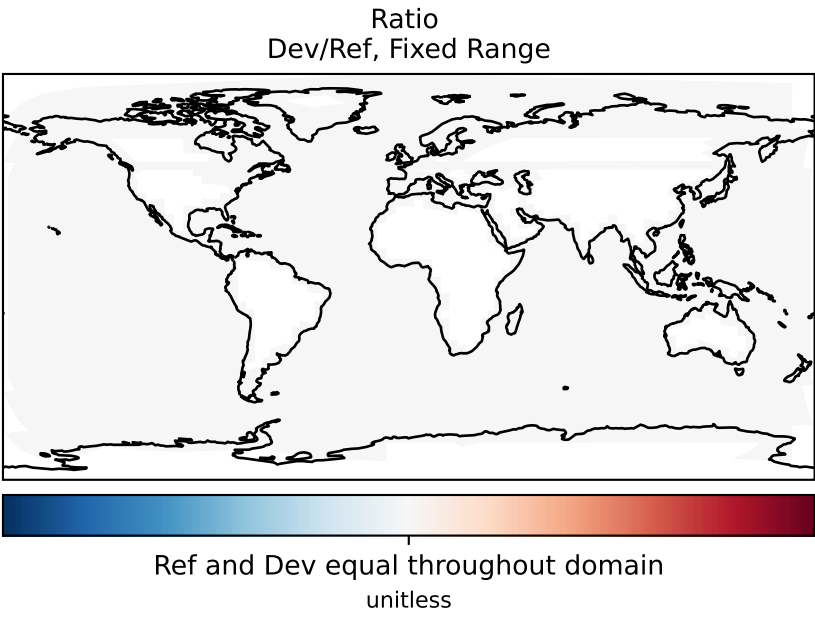 Ratio
Dev/Ref, Fixed Range
Ref and Dev equal throughout domain
unitless